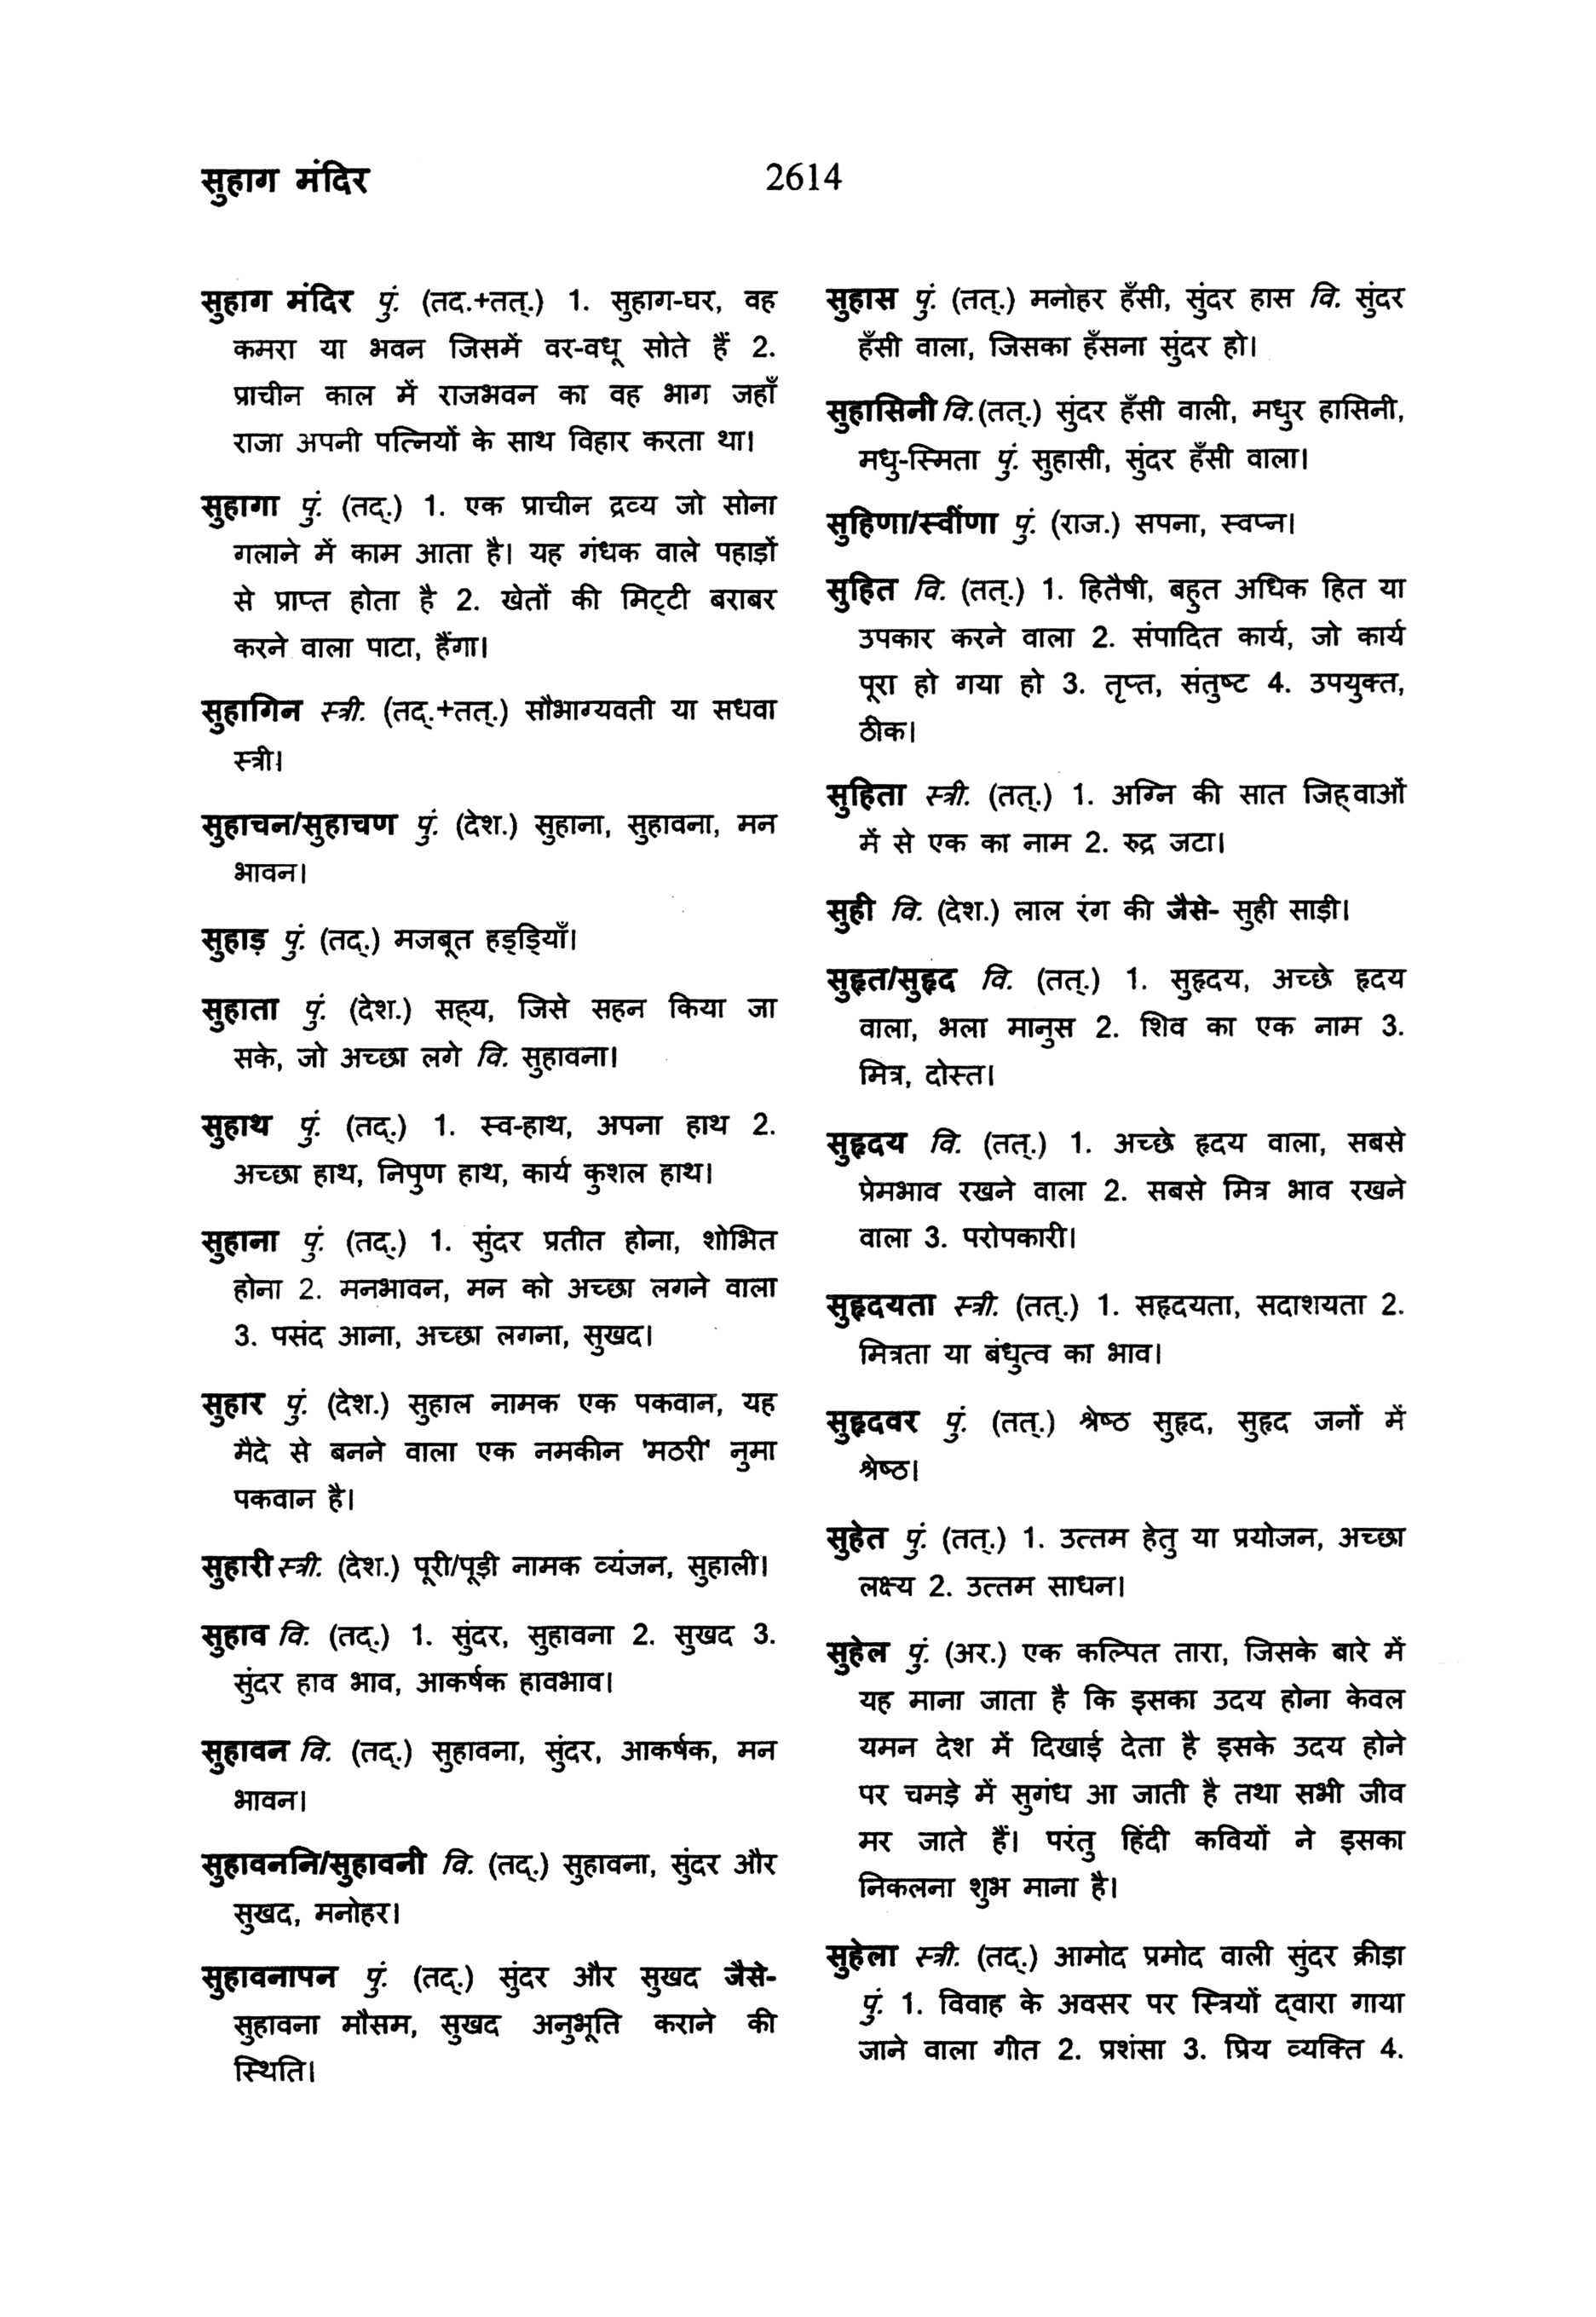 सुहाग मंदिर
2614
सुहाग मंदिर पुं. (तद.+तत्.) 1. सुहाग-घर, वह
कमरा या भवन जिसमें वर-वधू सोते हैं 2.
प्राचीन काल में राजभवन का वह भाग जहाँ
राजा अपनी पत्नियों के साथ विहार करता था।
सुहागा पुं. (तद्.) 1. एक प्राचीन द्रव्य जो सोना
गलाने में काम आता है। यह गंधक वाले पहाड़ों
से प्राप्त होता है 2. खेतों की मिट्टी बराबर
करने वाला पाटा, हैंगा।
सुहागिन स्त्री. (तद्.+तत्.) सौभाग्यवती या सधवा
स्त्री।
सुहाचन/सुहाचण पुं. (देश.) सुहाना, सुहावना, मन
भावन।
सुहाड़ पुं. (तद्.) मजबूत हड्ड़ियाँ।
सुहाता पुं. (देश.) सह्य, जिसे सहन किया जा
सके, जो अच्छा लगे वि. सुहावना।
सुहाथ पुं. (तद्.) 1. स्व-हाथ, अपना हाथ 2.
अच्छा हाथ, निपुण हाथ, कार्य कुशल हाथ।
सुहाना पुं. (तद्.) 1. सुंदर प्रतीत होना, शोभित
होना 2. मनभावन, मन को अच्छा लगने वाला
3. पसंद आना, अच्छा लगना, सुखद।
सुहार पुं. (देश.) सुहाल नामक एक पकवान, यह
मैदे से बनने वाला एक नमकीन 'मठरी' नुमा
पकवान है।
सुहारी स्त्री. (देश.) पूरी/पूड़ी नामक व्यंजन, सुहाली।
सुहाव वि. (तद्.) 1. सुंदर, सुहावना 2. सुखद 3.
सुंदर हाव भाव, आकर्षक हावभाव।
सुहावन वि. (तद्.) सुहावना, सुंदर, आकर्षक, मन
भावन।
सुहावननि/सुहावनी वि. (तद्.) सुहावना, सुंदर और
सुखद, मनोहर।
सुहावनापन पुं. (तद्.) सुंदर और सुखद जैसे-
सुहावना मौसम, सुखद अनुभूति कराने की
स्थिति।
सुहास पुं. (तत्.) मनोहर हँसी, सुंदर हास वि. सुंदर
हँसी वाला, जिसका हँसना सुंदर हो।
सुहासिनी वि.(तत्.) सुंदर हँसी वाली, मधुर हासिनी,
मधु-स्मिता पुं. सुहासी, सुंदर हँसी वाला।
सुहिणा/स्वींणा पुं. (राज.) सपना, स्वप्न।
सुहित वि. (तत्.) 1. हितैषी, बहुत अधिक हित या
उपकार करने वाला 2. संपादित कार्य, जो कार्य
पूरा हो गया हो 3. तृप्त, संतुष्ट 4. उपयुक्त,
ठीक।
सुहिता स्त्री. (तत्.) 1. अग्नि की सात जिह्वाओं
में से एक का नाम 2. रुद्र जटा।
सुही वि. (देश.) लाल रंग की जैसे- सुही साड़ी।
सुहृत/सुहृद वि. (तत्.) 1. सुहृदय, अच्छे हृदय
वाला, भला मानुस 2. शिव का एक नाम 3.
मित्र, दोस्त।
सुहृदय वि. (तत्.) 1. अच्छे हृदय वाला, सबसे
प्रेमभाव रखने वाला 2. सबसे मित्र भाव रखने
वाला 3. परोपकारी।
सुहृदयता स्त्री. (तत्.) 1. सहृदयता, सदाशयता 2.
मित्रता या बंधुत्व का भाव।
सुहृदवर पुं. (तत्.) श्रेष्ठ सुहृद, सुहृद जनों में
श्रेष्ठ।
सुहेत पुं. (तत्.) 1. उत्तम हेतु या प्रयोजन, अच्छा
लक्ष्य 2. उत्तम साधन।
सुहेल पुं. (अर.) एक कल्पित तारा, जिसके बारे में
यह माना जाता है कि इसका उदय होना केवल
यमन देश में दिखाई देता है इसके उदय होने
पर चमड़े में सुगंध आ जाती है तथा सभी जीव
मर जाते हैं। परंतु हिंदी कवियों ने इसका
निकलना शुभ माना है।
सुहेला स्त्री. (तद्.) आमोद प्रमोद वाली सुंदर क्रीड़ा
पुं. 1. विवाह के अवसर पर स्त्रियों द्वारा गाया
जाने वाला गीत 2. प्रशंसा 3. प्रिय व्यक्ति 4.